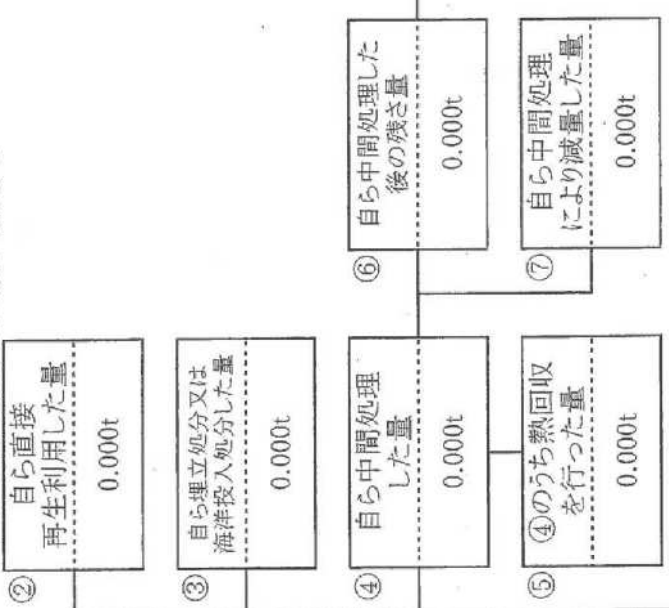 ②
自ら直接
再生利用した量
0.000t
③
自ら埋立処分又は
海洋投入処分した量
0.000t
④
自ら中間処理
した量
0.000t
⑤
④のうち熱回収
を行った量
0.000t
⑥
自ら中間処理した
後の残さ量
0.000t
⑦
自ら中間処理
により減量した量
0.000t